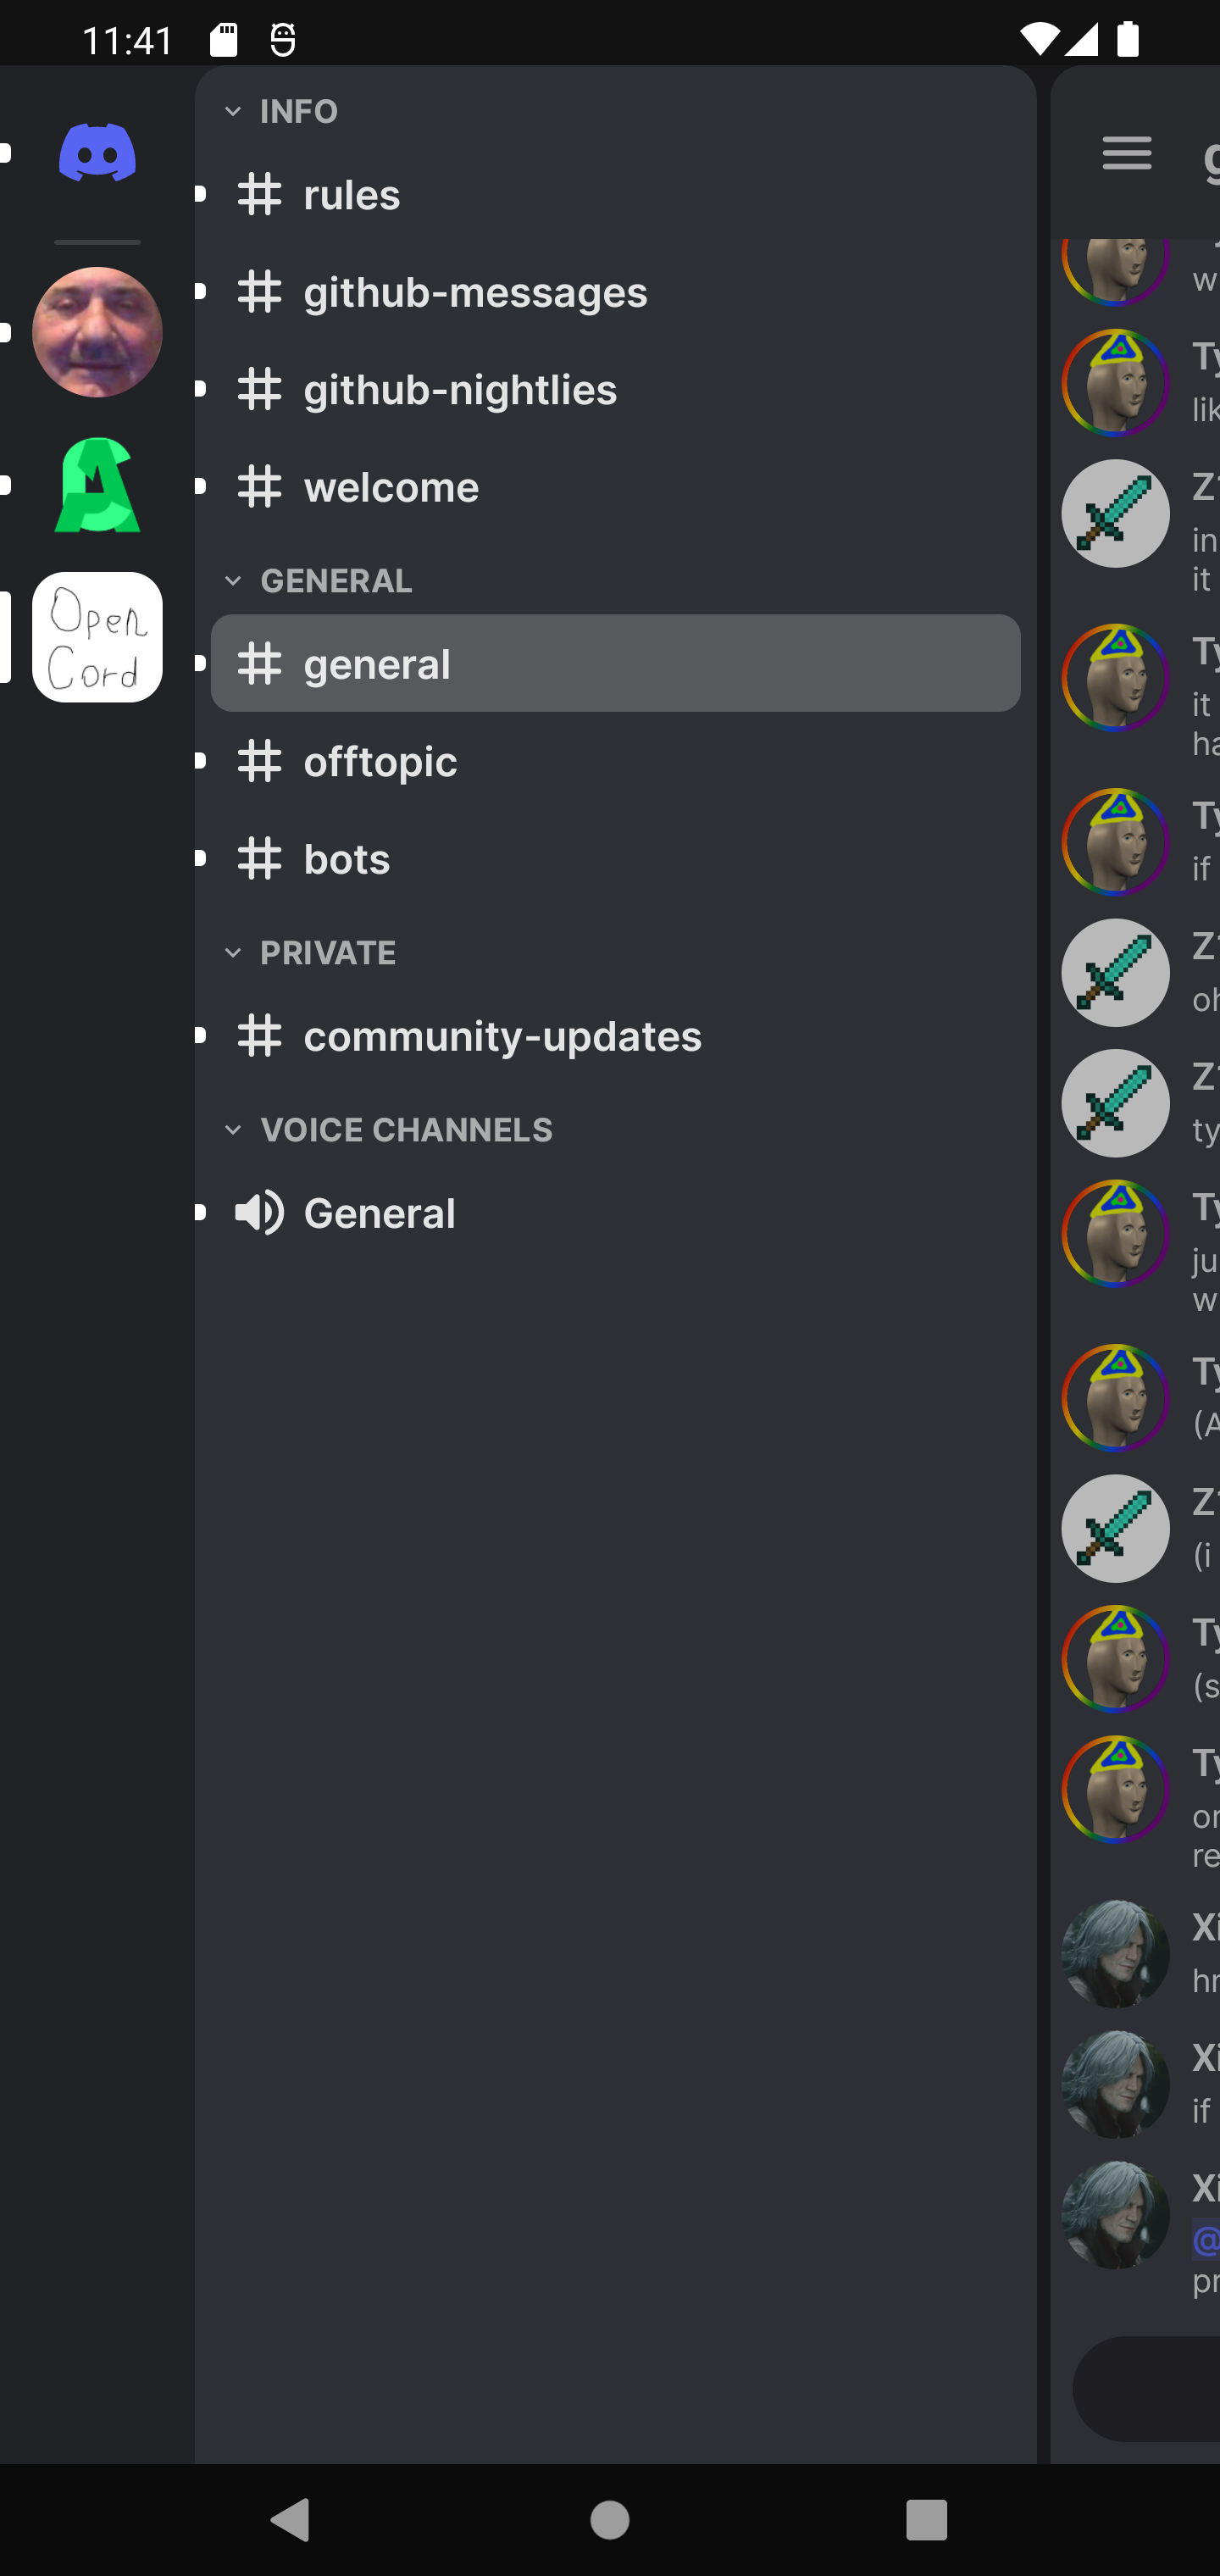 11:41
INFO
rules
github-messages
github-nightlies
welcome
GENERAL
general
offtopic
bots
PRIVATE
community-updates
VOICE CHANNELS
General
Open
Cord
g
w
Ty
lik
Z
in
it
Ty
it
ha
Ty
if
Z
oh
Z
ty
Ty
ju
w
Ty
(A
Z
(i
Ty
(s
Ty
or
re
Xi
hr
Xi
if
Xi
@
pr